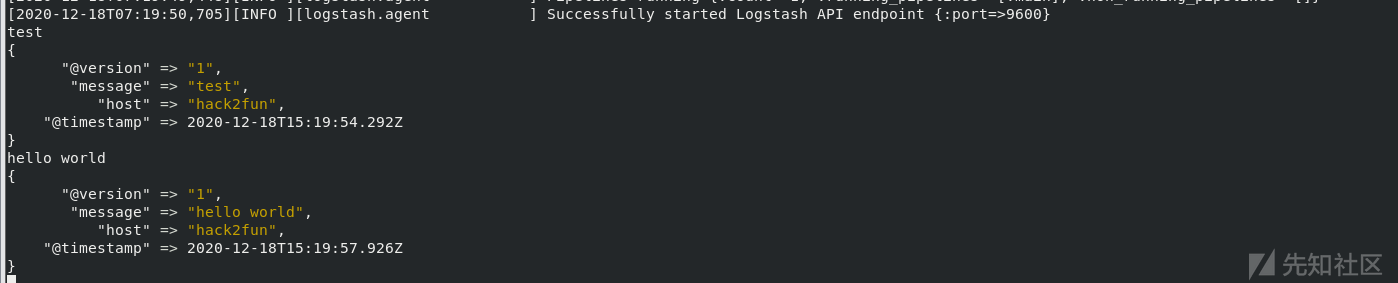 [2020-12-18T07:19:50,705][INFO ][logstash.agent           ] Successfully started Logstash API endpoint {:port=>9600}
test
{
      "@version" => "1",
       "message" => "test",
          "host" => "hack2fun",
    "@timestamp" => 2020-12-18T15:19:54.292Z
}
hello world
{
      "@version" => "1",
       "message" => "hello world",
          "host" => "hack2fun",
    "@timestamp" => 2020-12-18T15:19:57.926Z
}
先知社区